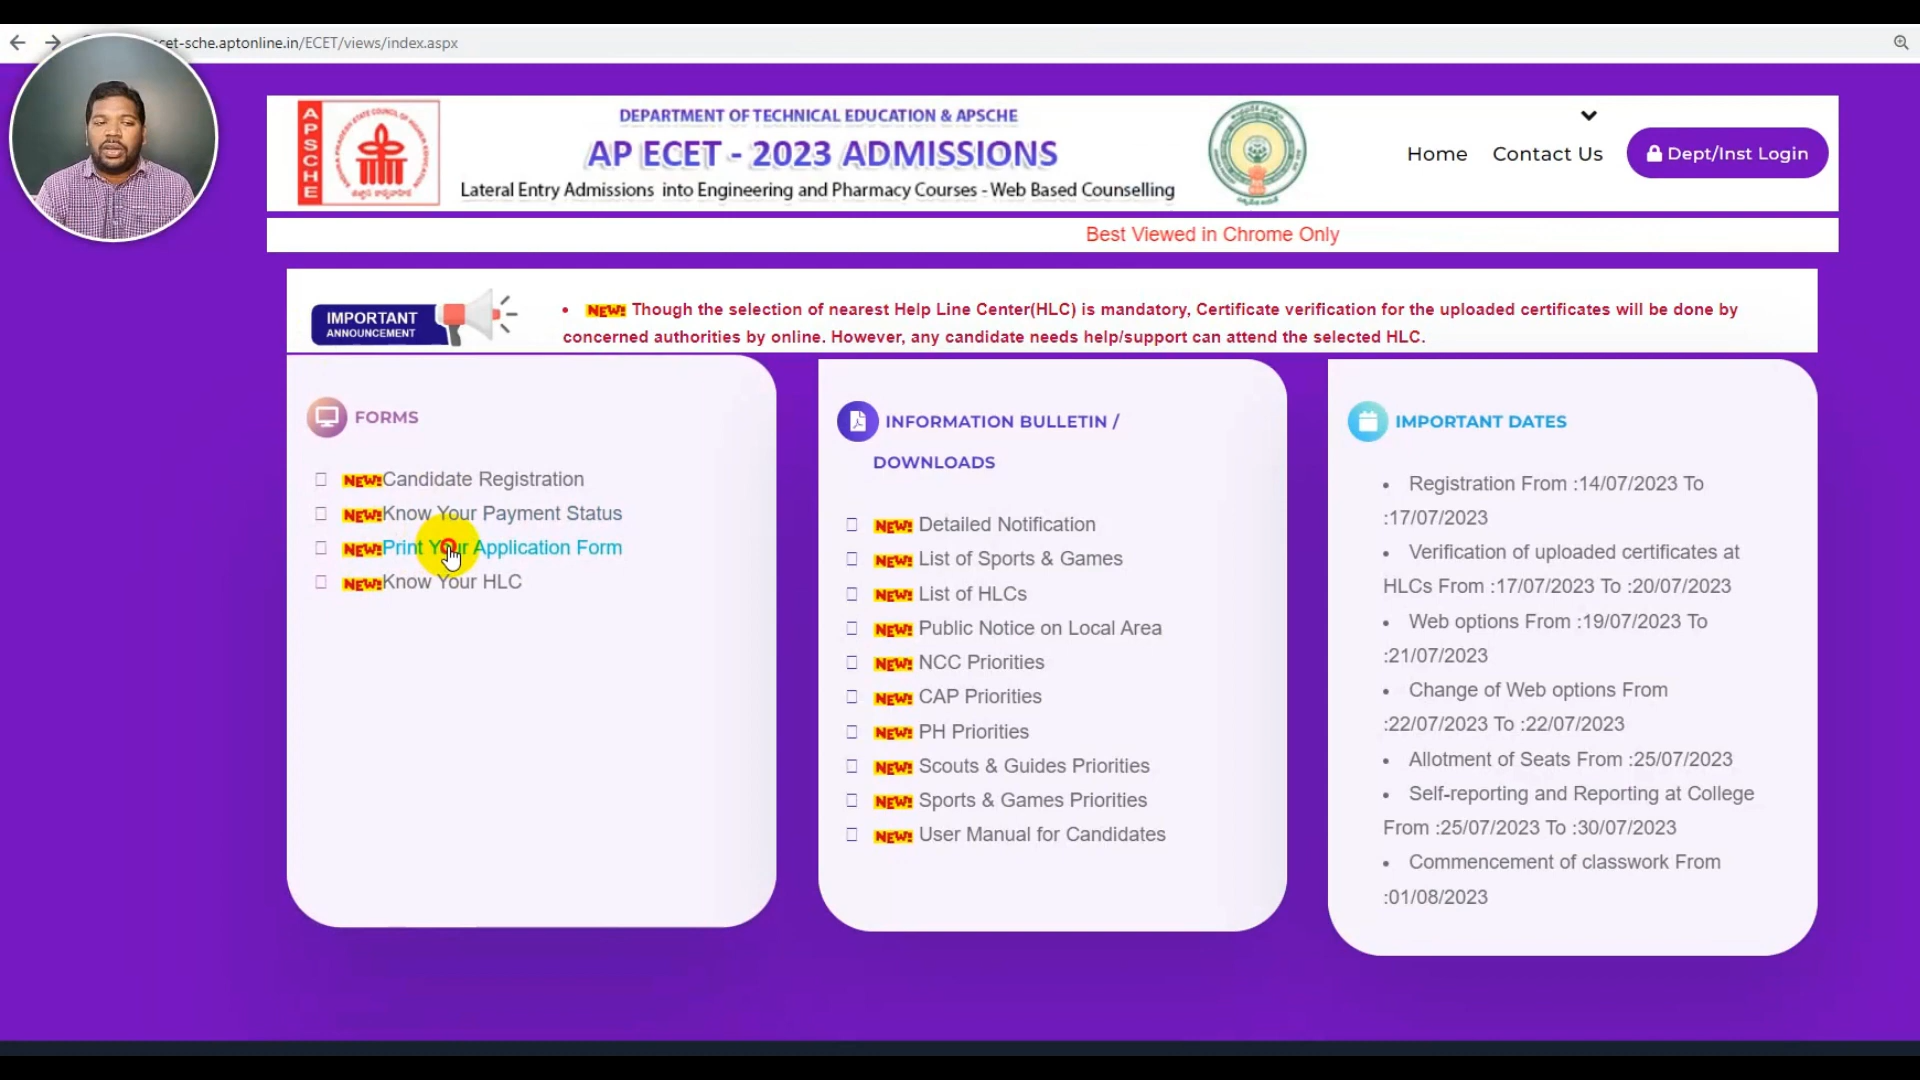 cet-sche.aptonline.in/ECET/views/index.aspx
APSCHE
DEPARTMENT OF TECHNICAL EDUCATION & APSCHE
AP ECET - 2023 ADMISSIONS
Lateral Entry Admissions into Engineering and Pharmacy Courses - Web Based Counselling
Home
Contact Us
Dept/Inst Login
Best Viewed in Chrome Only
IMPORTANT
ANNOUNCEMENT
• NEW! Though the selection of nearest Help Line Center(HLC) is mandatory, Certificate verification for the uploaded certificates will be done by
concerned authorities by online. However, any candidate needs help/support can attend the selected HLC.
FORMS
NEW! Candidate Registration
NEW! Know Your Payment Status
NEW! Print Your Application Form
NEW! Know Your HLC
INFORMATION BULLETIN /
DOWNLOADS
NEW! Detailed Notification
NEW! List of Sports & Games
NEW! List of HLCs
NEW! Public Notice on Local Area
NEW! NCC Priorities
NEW! CAP Priorities
NEW! PH Priorities
NEW! Scouts & Guides Priorities
NEW! Sports & Games Priorities
NEW! User Manual for Candidates
IMPORTANT DATES
• Registration From :14/07/2023 To
:17/07/2023
• Verification of uploaded certificates at
HLCs From :17/07/2023 To :20/07/2023
• Web options From :19/07/2023 To
:21/07/2023
• Change of Web options From
:22/07/2023 To :22/07/2023
• Allotment of Seats From :25/07/2023
• Self-reporting and Reporting at College
From :25/07/2023 To :30/07/2023
• Commencement of classwork From
:01/08/2023